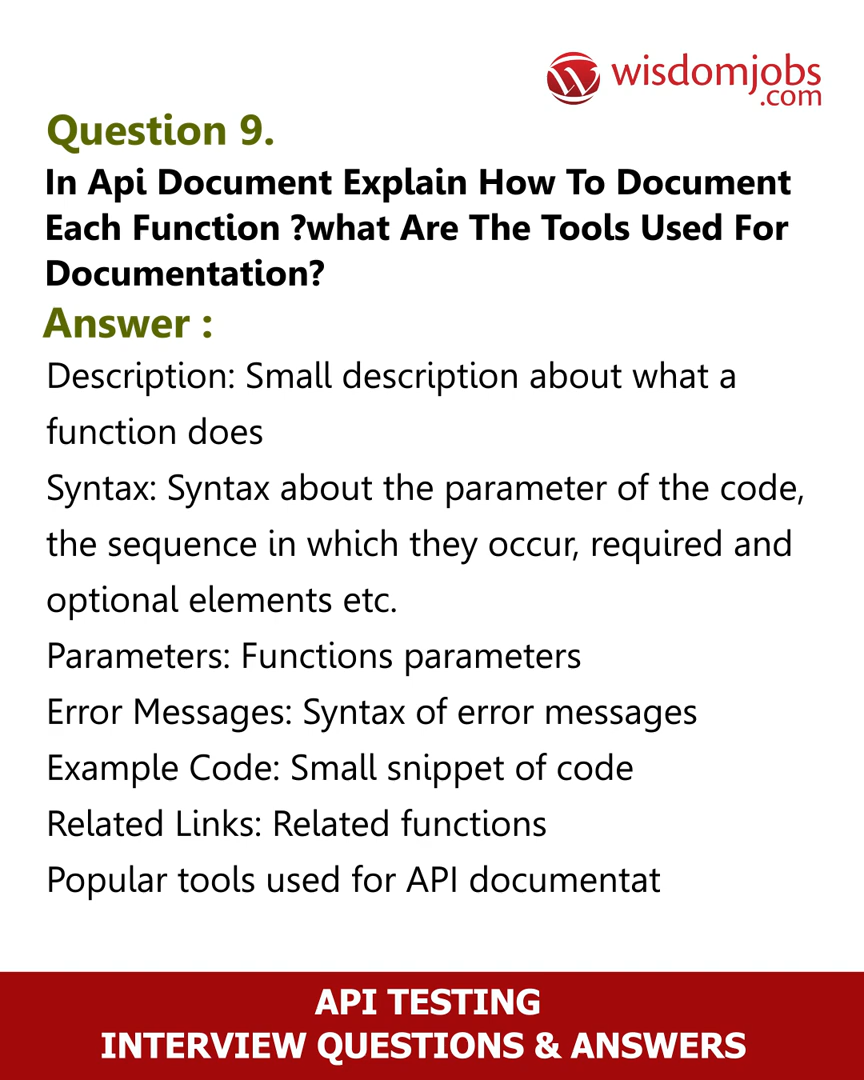 wisdomjobs
.com
Question 9.
In Api Document Explain How To Document
Each Function ?what Are The Tools Used For
Documentation?
Answer :
Description: Small description about what a
function does
Syntax: Syntax about the parameter of the code,
the sequence in which they occur, required and
optional elements etc.
Parameters: Functions parameters
Error Messages: Syntax of error messages
Example Code: Small snippet of code
Related Links: Related functions
Popular tools used for API documentat
API TESTING
INTERVIEW QUESTIONS & ANSWERS